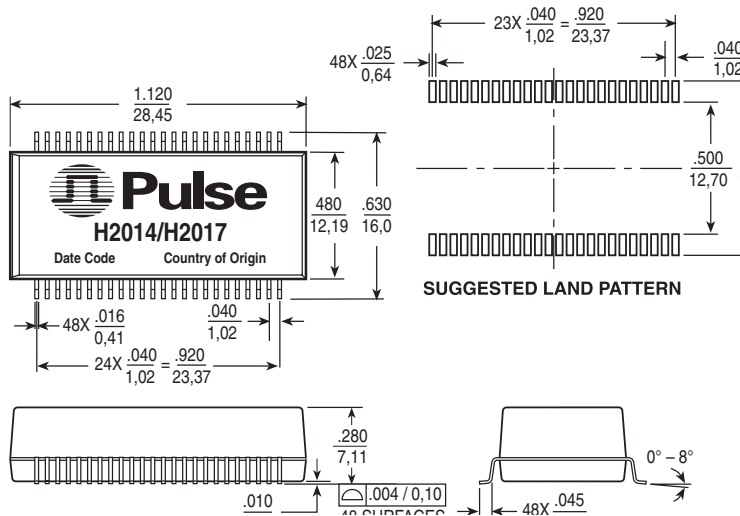 23X .040 = .920
1,02 23,37
48X .025
0,64
.040
1,02
1.120
28,45
Pulse
H2014/H2017
Date Code Country of Origin
480
12,19
.630
16,0
.500
12,70
SUGGESTED LAND PATTERN
48X .016
0,41
.040
1,02
24X .040 = .920
1,02 23,37
.280
7,11
0° – 8°
.010
.004 / 0,10
48 SURFACES
48X .045